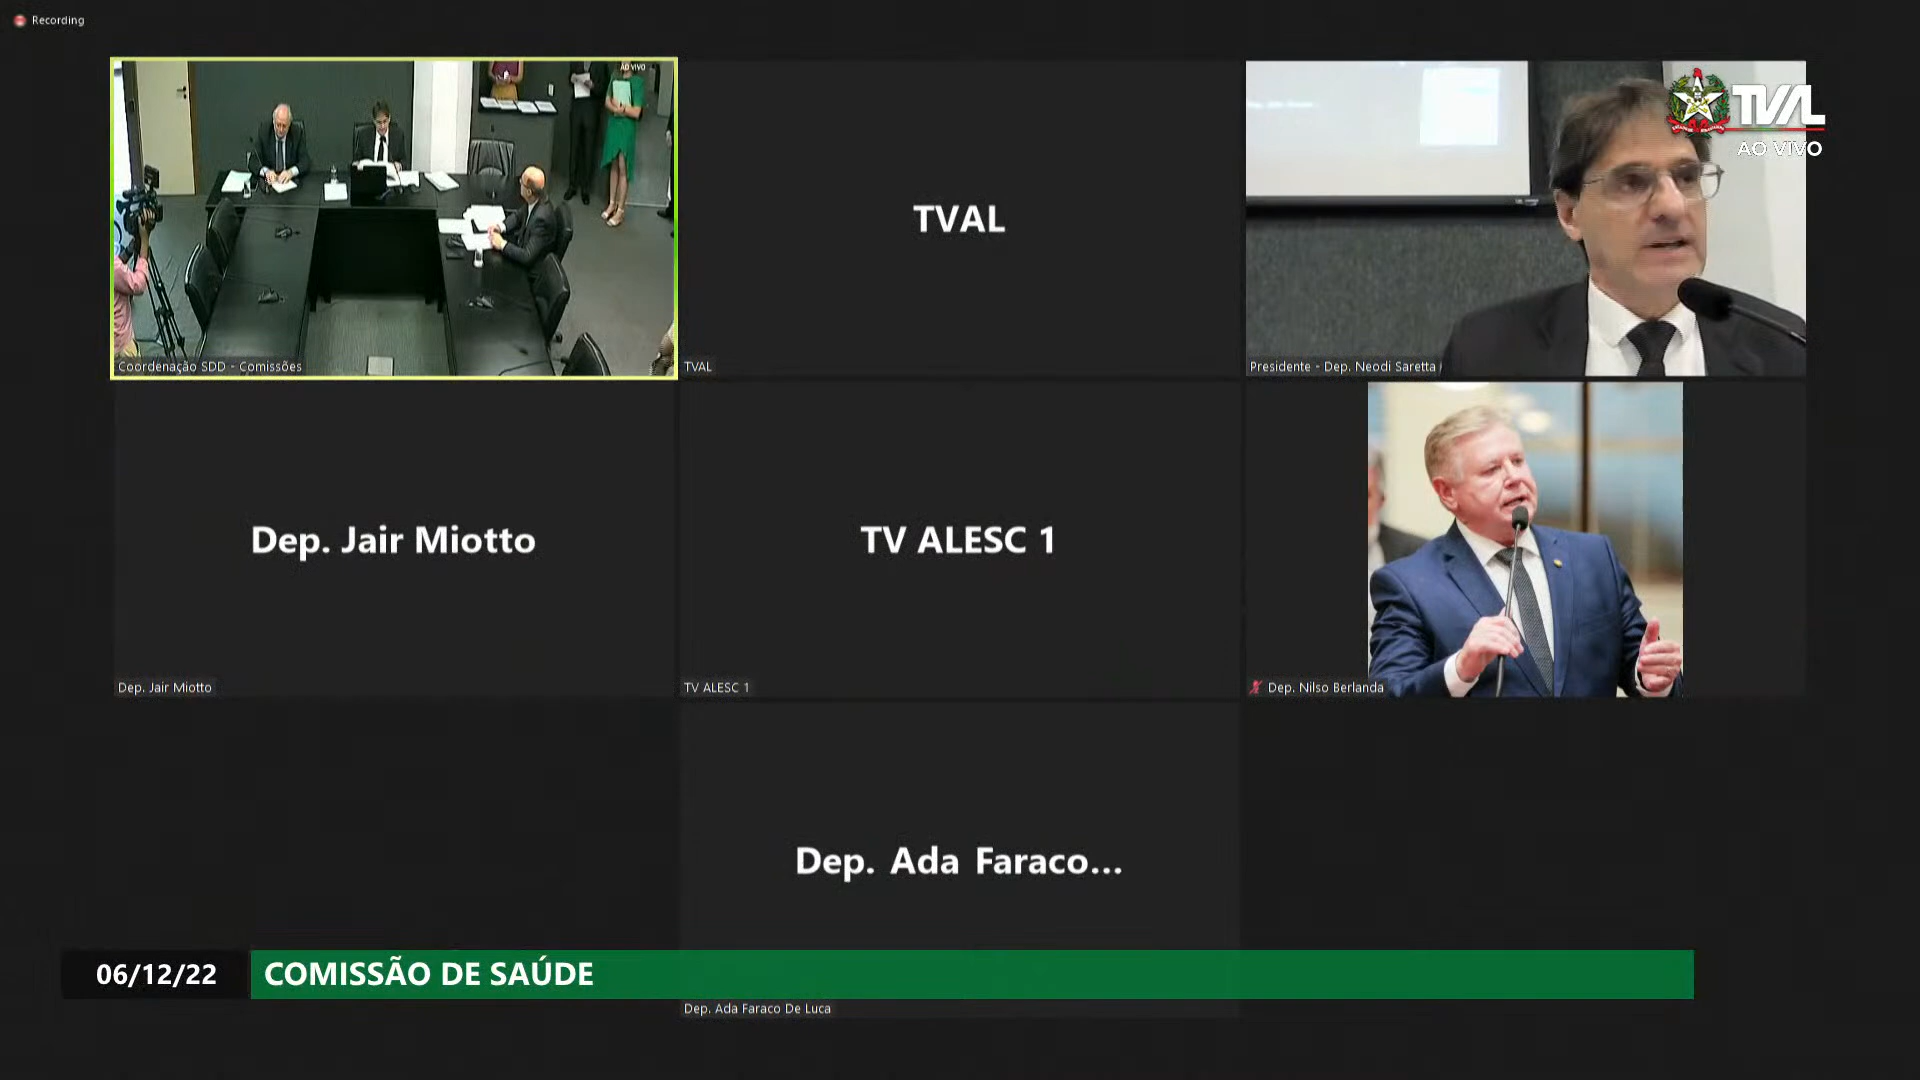 Recording
AO VIVO
Coordenação SDD - Comissões
TVAL
TVAL
TVAL
AO VIVO
Presidente - Dep. Neodi Saretta
Dep. Jair Miotto
Dep. Jair Miotto
TV ALESC 1
TV ALESC 1
Dep. Nilso Berlanda
Dep. Ada Faraco...
06/12/22
COMISSÃO DE SAÚDE
Dep. Ada Faraco De Luca